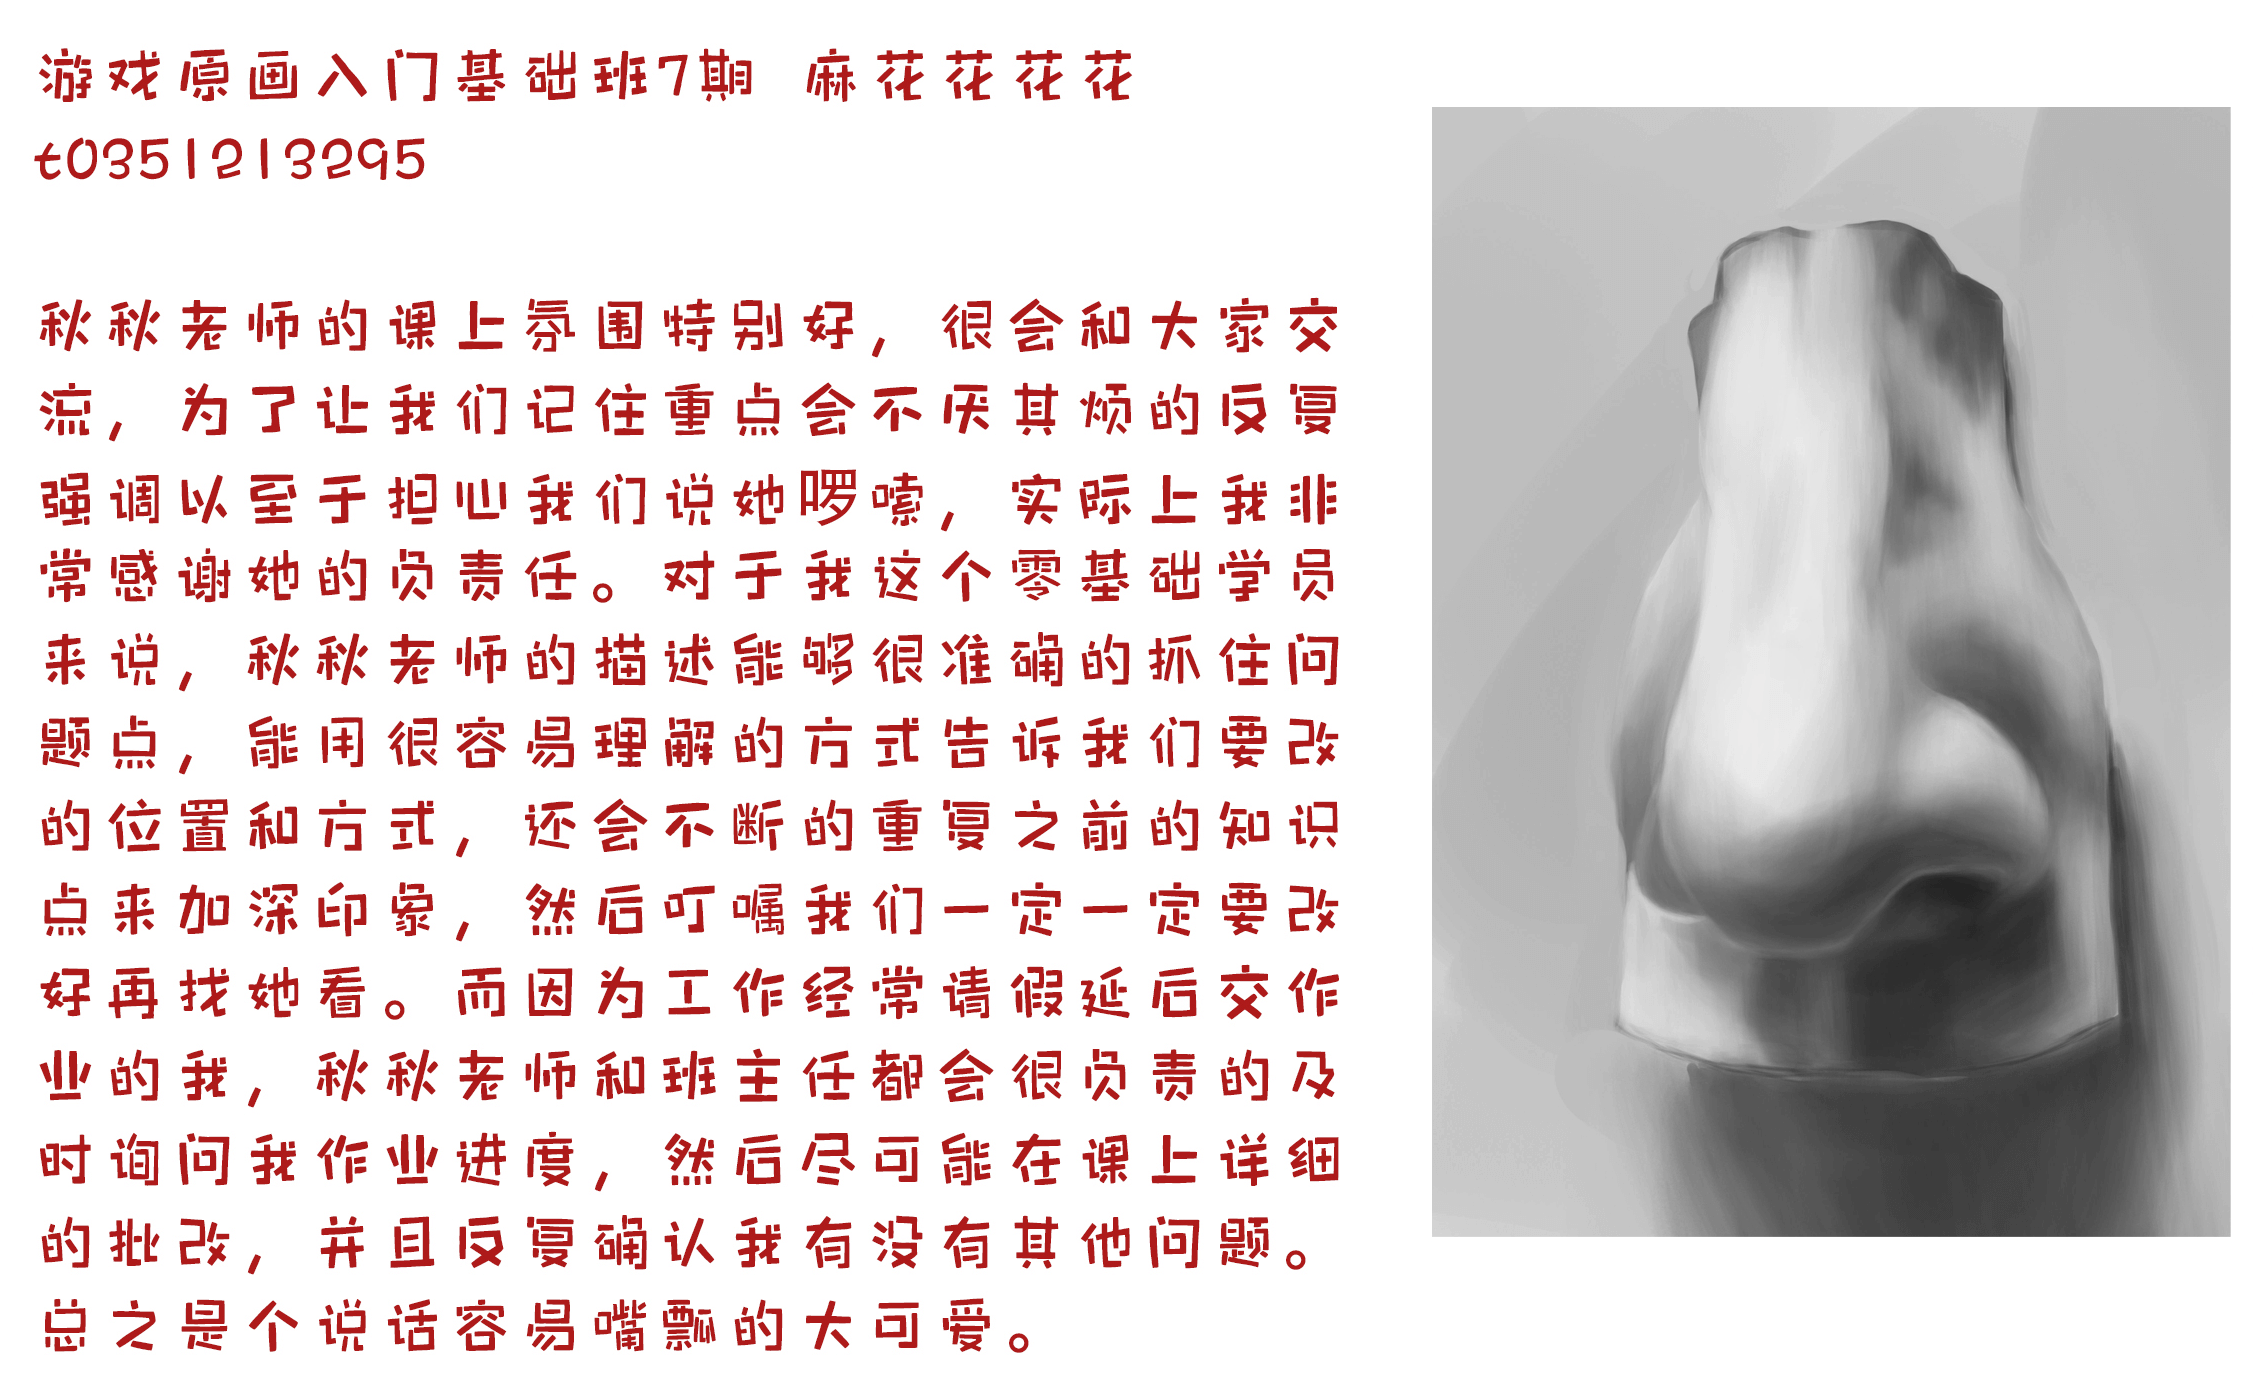 游戏原画入门基础班7期 麻花花花花
t0351213295
秋秋老师的课上氛围特别好，很会和大家交
流，为了让我们记住重点会不厌其烦的反复
强调以至于担心我们说她啰嗦，实际上我非
常感谢她的负责任。对于我这个零基础学员
来说，秋秋老师的描述能够很准确的抓住问
题点，能用很容易理解的方式告诉我们要改
的位置和方式，还会不断的重复之前的知识
点来加深印象，然后叮嘱我们一定一定要改
好再找她看。而因为工作经常请假延后交作
业的我，秋秋老师和班主任都会很负责的及
时询问我作业进度，然后尽可能在课上详细
的批改，并且反复确认我有没有其他问题。
总之是个说话容易嘴瓢的大可爱。